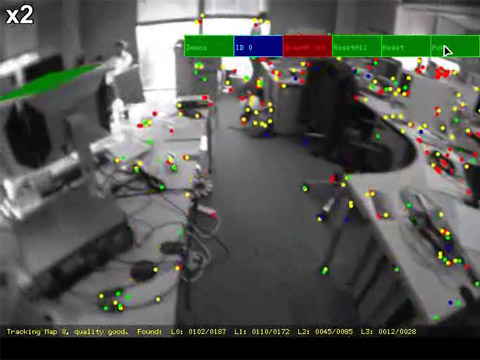 x2
Demos ID 0 ResetAll Reset
Tracking Map 0, quality good. Found: L0: 0102/0187 L1: 0110/0172 L2: 0045/0085 L3: 0012/0028